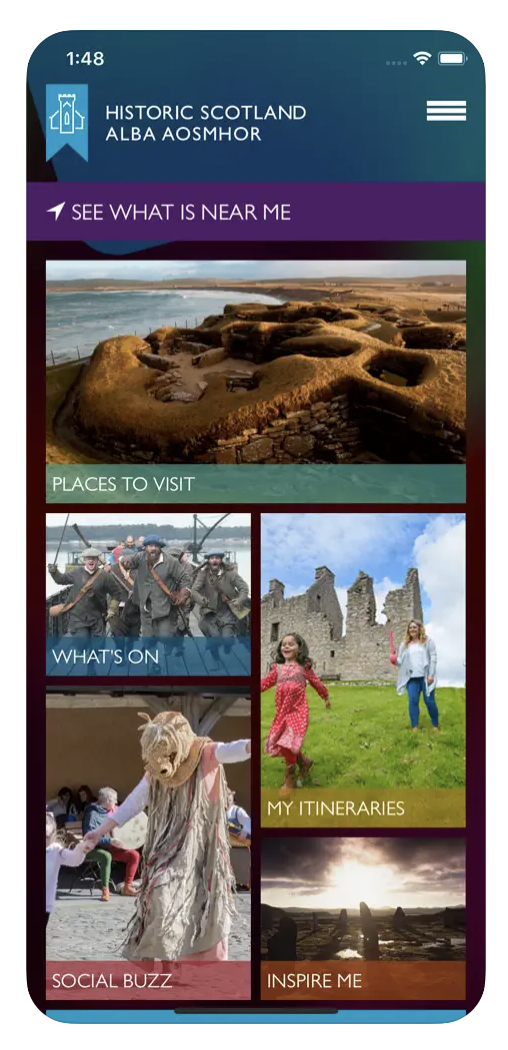 1:48
HISTORIC SCOTLAND
ALBA AOSMHOR
SEE WHAT IS NEAR ME
PLACES TO VISIT
WHAT'S ON
MY ITINERARIES
SOCIAL BUZZ
INSPIRE ME